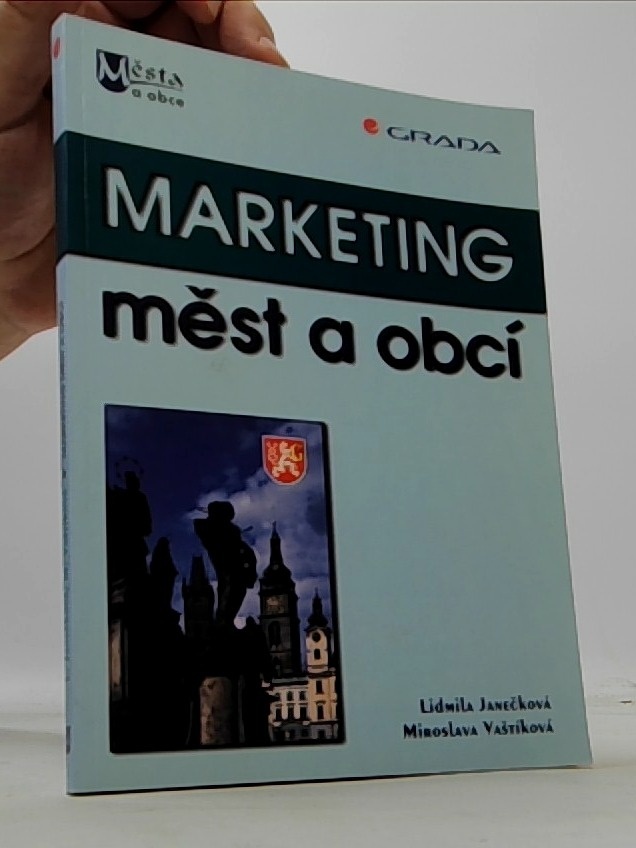 Města
a obce
GRADA
MARKETING
měst a obcí
Lidmila Janečková
Miroslava Vaštíková